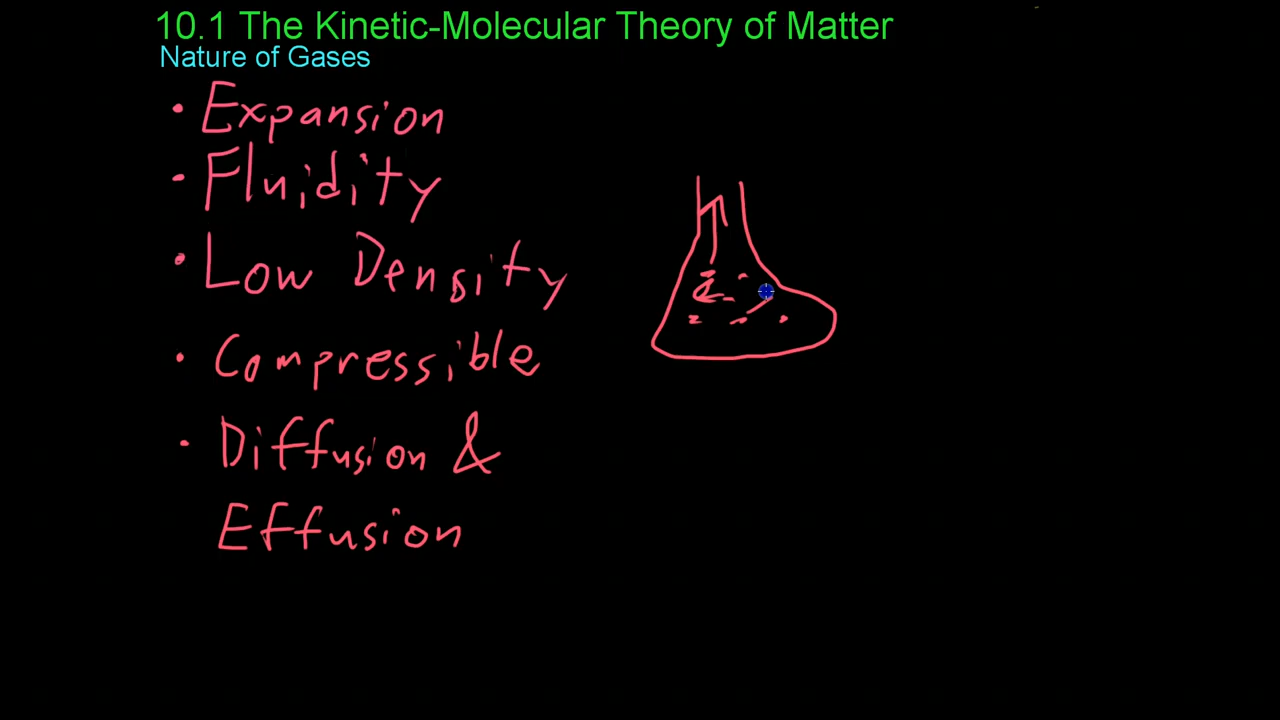 10.1 The Kinetic-Molecular Theory of Matter
Nature of Gases
• Expansion
• Fluidity
• Low Density
• Compressible
• Diffusion &
Effusion